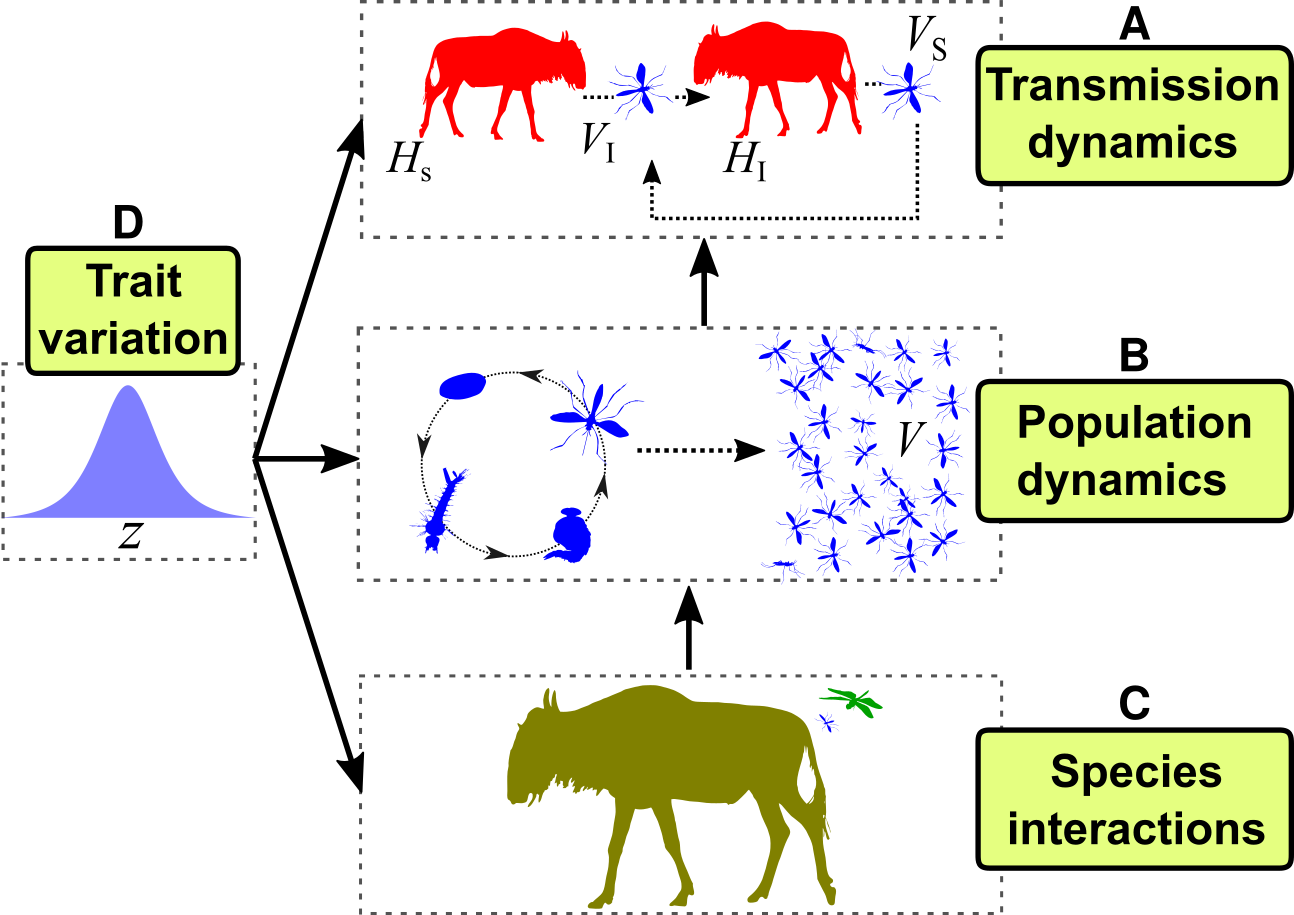 A
Transmission
dynamics
V_S
V_I
H_s
H_I
D
Trait
variation
z
B
Population
dynamics
V
C
Species
interactions